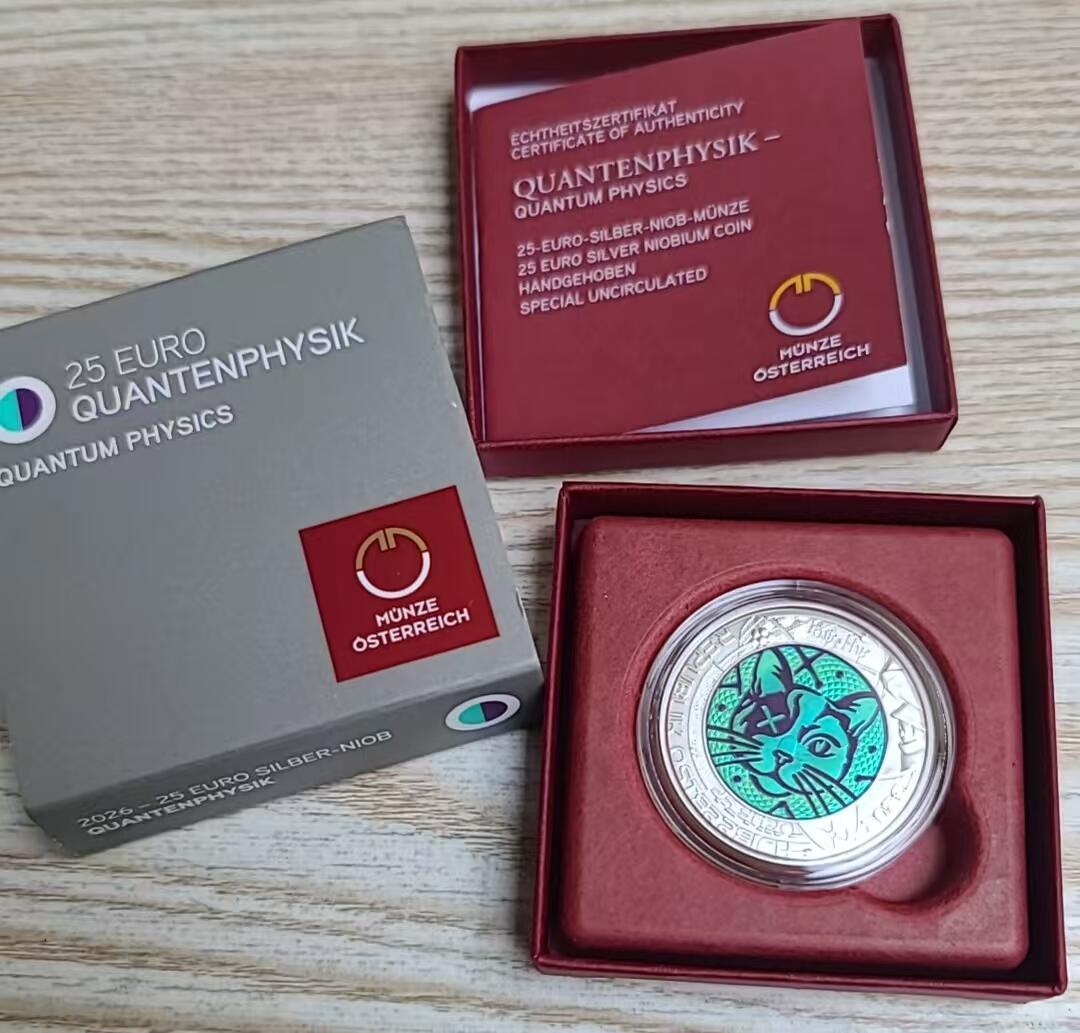 ECHTHEITSZERTIFIKAT
CERTIFICATE OF AUTHENTICITY
QUANTENPHYSIK –
QUANTUM PHYSICS
25-EURO-SILBER-NIOB-MÜNZE
25 EURO SILVER NIOBIUM COIN
HANDGEHOBEN
SPECIAL UNCIRCULATED
MÜNZE
ÖSTERREICH
25 EURO
QUANTENPHYSIK
QUANTUM PHYSICS
MÜNZE
ÖSTERREICH
2026 – 25 EURO SILBER-NIOB
QUANTENPHYSIK